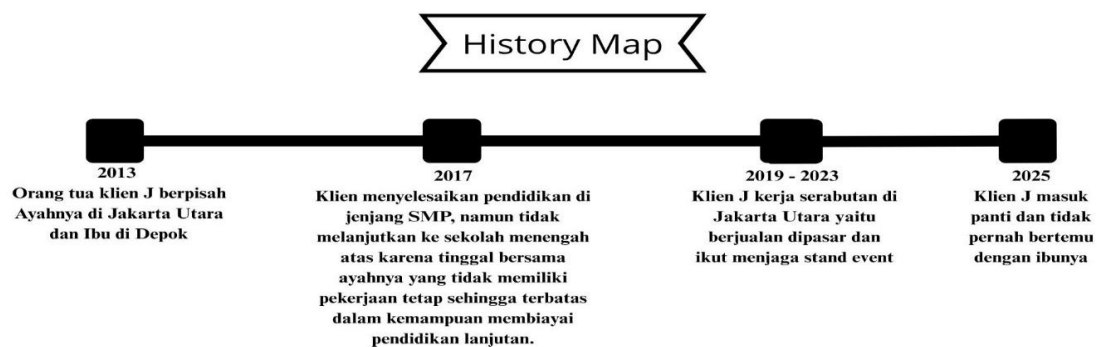 History Map
2013
Orang tua klien J berpisah
Ayahnya di Jakarta Utara
dan Ibu di Depok
2017
Klien menyelesaikan pendidikan di
jenjang SMP, namun tidak
melanjutkan ke sekolah menengah
atas karena tinggal bersama
ayahnya yang tidak memiliki
pekerjaan tetap sehingga terbatas
dalam kemampuan membiayai
pendidikan lanjutan.
2019 - 2023
Klien J kerja serabutan di
Jakarta Utara yaitu
berjualan dipasar dan
ikut menjaga stand event
2025
Klien J masuk
panti dan tidak
pernah bertemu
dengan ibunya